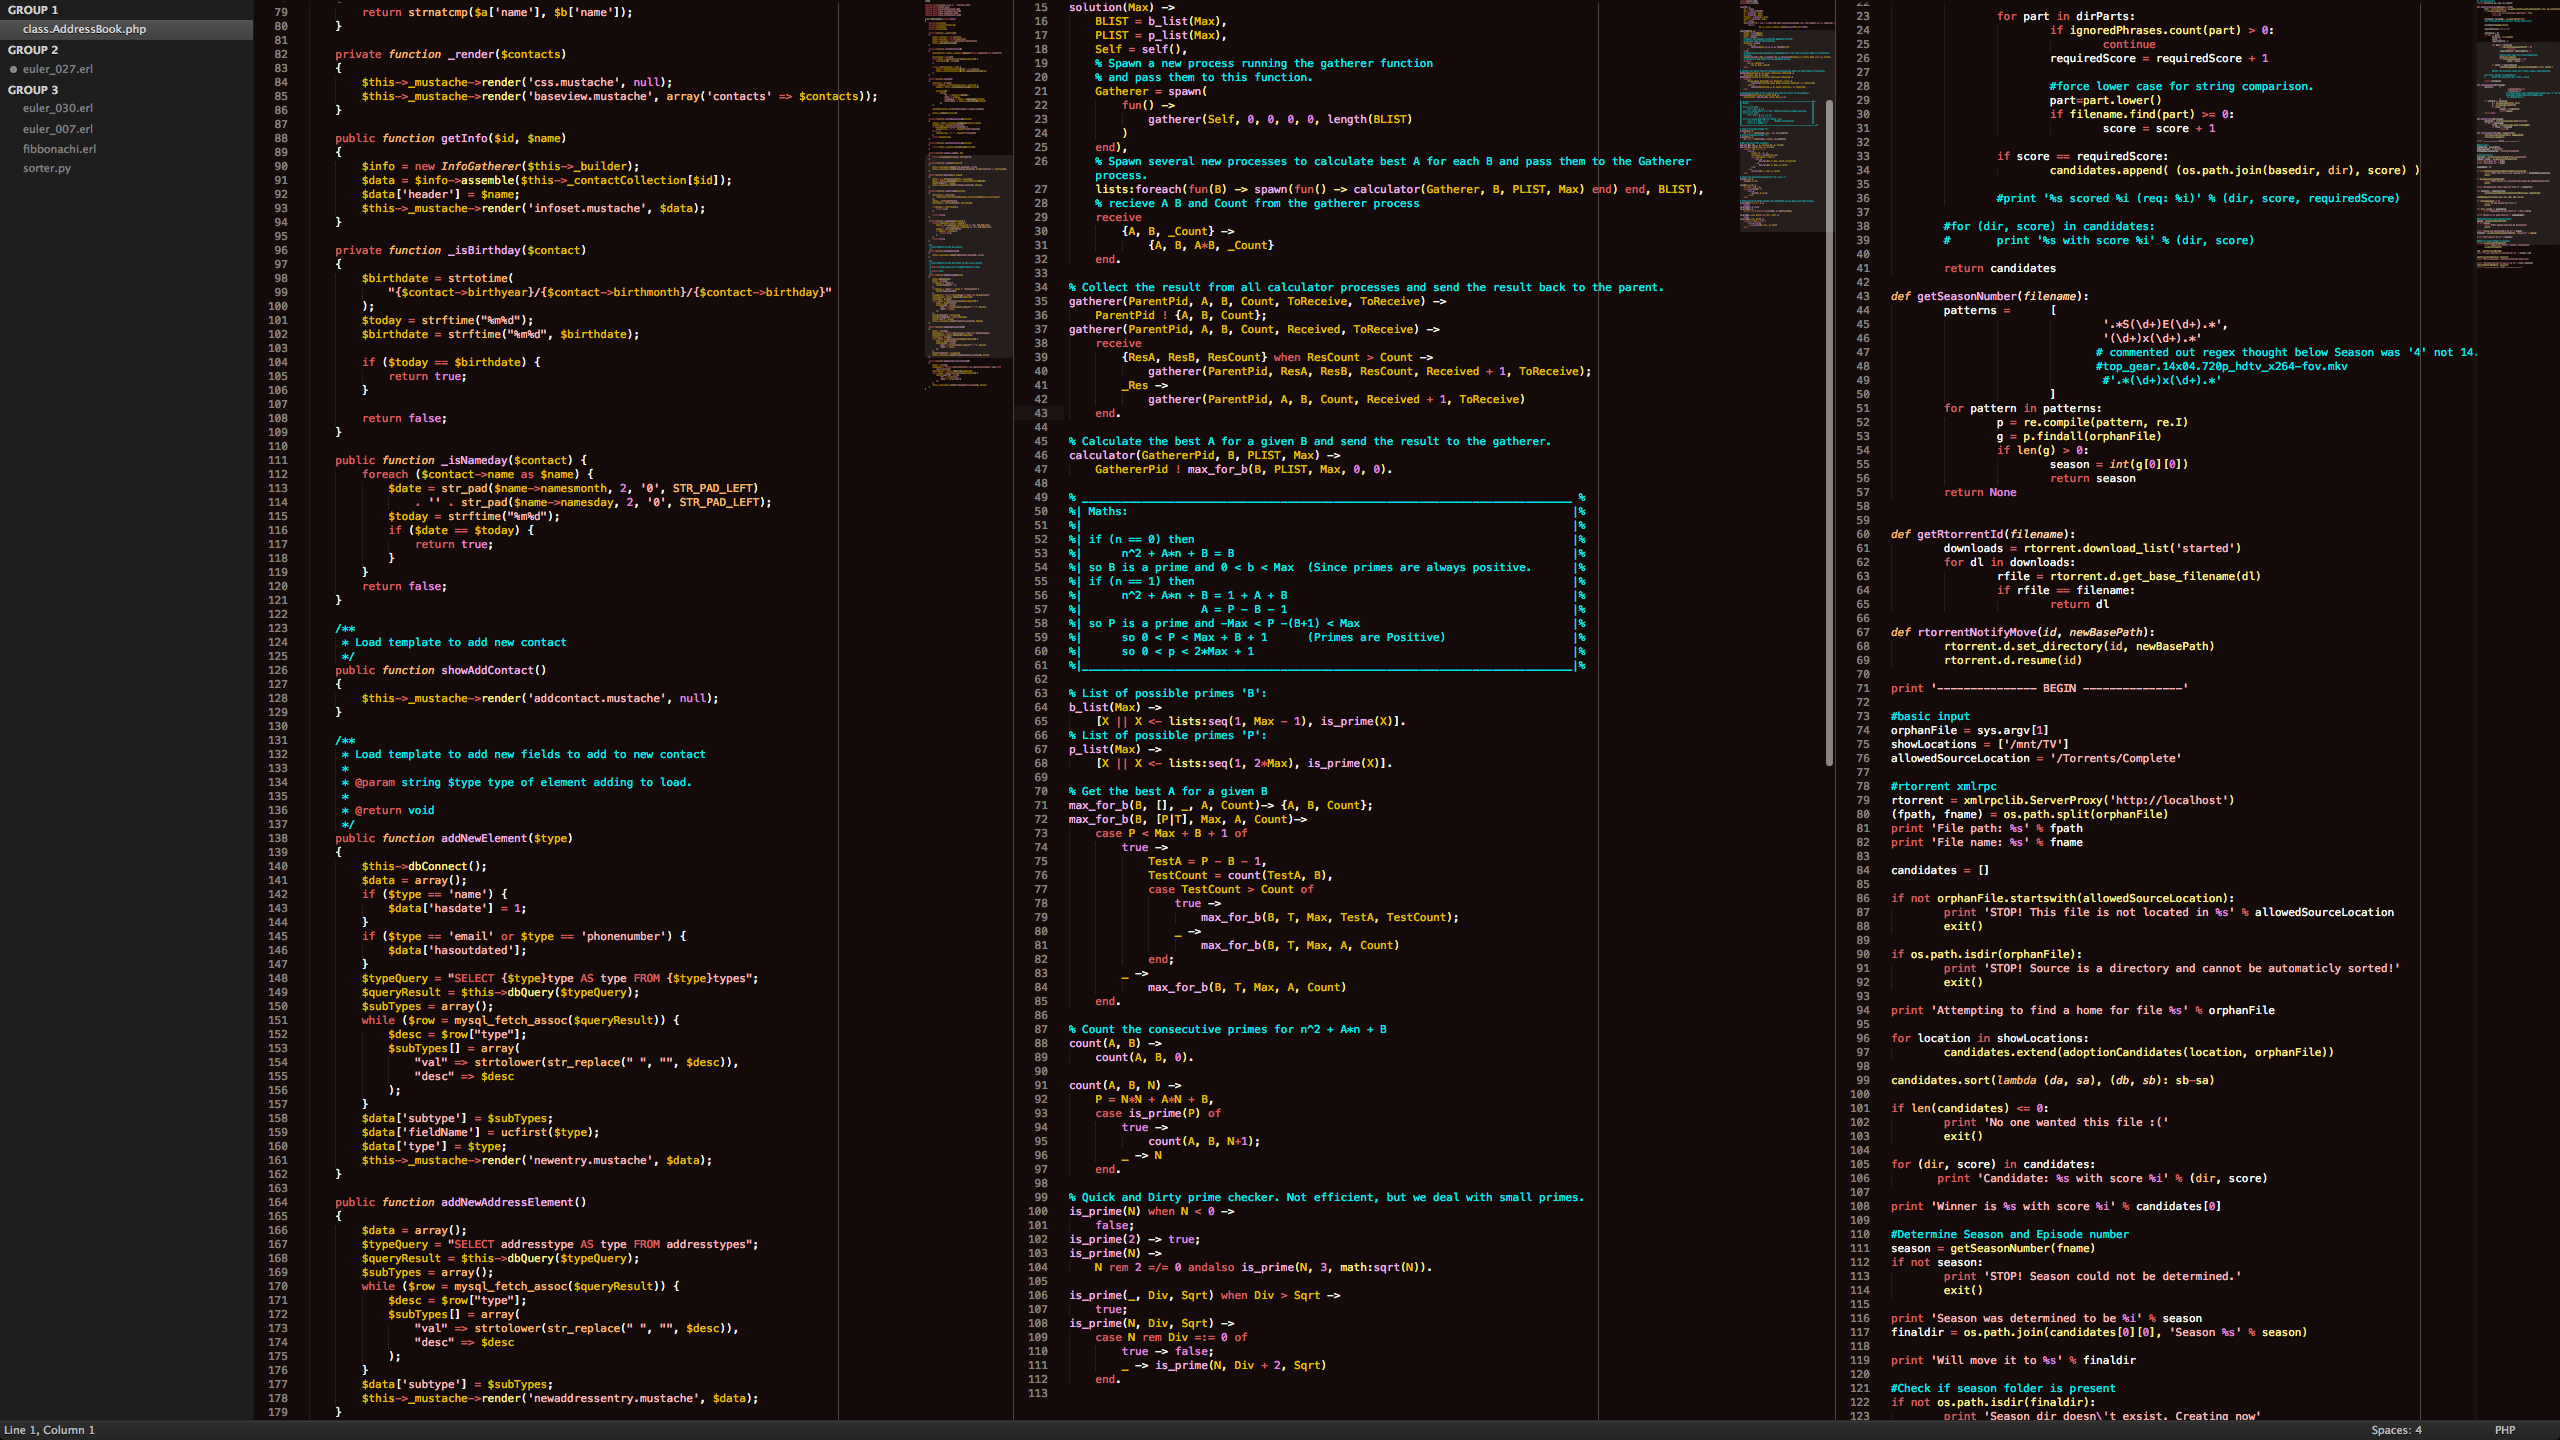 GROUP 1
class.AddressBook.php
GROUP 2
euler_027.erl
GROUP 3
euler_030.erl
euler_007.erl
fibbonachi.erl
sorter.py
79 return strnatcmp($a['name'], $b['name']);
80 }
81
82 private function _render($contacts)
83 {
84 $this->_mustache->render('css.mustache', null);
85 $this->_mustache->render('baseview.mustache', array('contacts' => $contacts));
86 }
87
88 public function getInfo($id, $name)
89 {
90 $info = new InfoGatherer($this->_builder);
91 $data = $info->assemble($this->_contactCollection[$id]);
92 $data['header'] = $name;
93 $this->_mustache->render('infoset.mustache', $data);
94 }
95
96 private function _isBirthday($contact)
97 {
98 $birthdate = strtotime(
99 "{$contact->birthyear}/{$contact->birthmonth}/{$contact->birthday}"
100 );
101 $today = strftime("%m%d");
102 $birthdate = strftime("%m%d", $birthdate);
103
104 if ($today == $birthdate) {
105 return true;
106 }
107
108 return false;
109 }
110
111 public function _isNameday($contact) {
112 foreach ($contact->name as $name) {
113 $date = str_pad($name->namesmonth, 2, '0', STR_PAD_LEFT)
114 . '' . str_pad($name->namesday, 2, '0', STR_PAD_LEFT);
115 $today = strftime("%m%d");
116 if ($date == $today) {
117 return true;
118 }
119 }
120 return false;
121 }
122
123 /**
124 * Load template to add new contact
125 */
126 public function showAddContact()
127 {
128 $this->_mustache->render('addcontact.mustache', null);
129 }
130
131 /**
132 * Load template to add new fields to add to new contact
133 *
134 * @param string $type type of element adding to load.
135 *
136 * @return void
137 */
138 public function addNewElement($type)
139 {
140 $this->dbConnect();
141 $data = array();
142 if ($type == 'name') {
143 $data['hasdate'] = 1;
144 }
145 if ($type == 'email' or $type == 'phonenumber') {
146 $data['hasoutdated'];
147 }
148 $typeQuery = "SELECT {$type}type AS type FROM {$type}types";
149 $queryResult = $this->dbQuery($typeQuery);
150 $subTypes = array();
151 while ($row = mysql_fetch_assoc($queryResult)) {
152 $desc = $row["type"];
153 $subTypes[] = array(
154 "val" => strtolower(str_replace(" ", "", $desc)),
155 "desc" => $desc
156 );
157 }
158 $data['subtype'] = $subTypes;
159 $data['fieldName'] = ucfirst($type);
160 $data['type'] = $type;
161 $this->_mustache->render('newentry.mustache', $data);
162 }
163
164 public function addNewAddressElement()
165 {
166 $data = array();
167 $typeQuery = "SELECT addresstype AS type FROM addresstypes";
168 $queryResult = $this->dbQuery($typeQuery);
169 $subTypes = array();
170 while ($row = mysql_fetch_assoc($queryResult)) {
171 $desc = $row["type"];
172 $subTypes[] = array(
173 "val" => strtolower(str_replace(" ", "", $desc)),
174 "desc" => $desc
175 );
176 }
177 $data['subtype'] = $subTypes;
178 $this->_mustache->render('newaddressentry.mustache', $data);
179 }
15 solution(Max) ->
16 BLIST = b_list(Max),
17 PLIST = p_list(Max),
18 Self = self(),
19 % Spawn a new process running the gatherer function
20 % and pass them to this function.
21 Gatherer = spawn(
22 fun() ->
23 gatherer(Self, 0, 0, 0, 0, length(BLIST)
24 )
25 end),
26 % Spawn several new processes to calculate best A for each B and pass them to the Gatherer
process.
27 lists:foreach(fun(B) -> spawn(fun() -> calculator(Gatherer, B, PLIST, Max) end) end, BLIST),
28 % recieve A B and Count from the gatherer process
29 receive
30 {A, B, _Count} ->
31 {A, B, A*B, _Count}
32 end.
33
34 % Collect the result from all calculator processes and send the result back to the parent.
35 gatherer(ParentPid, A, B, Count, ToReceive, ToReceive) ->
36 ParentPid ! {A, B, Count};
37 gatherer(ParentPid, A, B, Count, Received, ToReceive) ->
38 receive
39 {ResA, ResB, ResCount} when ResCount > Count ->
40 gatherer(ParentPid, ResA, ResB, ResCount, Received + 1, ToReceive);
41 _Res ->
42 gatherer(ParentPid, A, B, Count, Received + 1, ToReceive)
43 end.
44
45 % Calculate the best A for a given B and send the result to the gatherer.
46 calculator(GathererPid, B, PLIST, Max) ->
47 GathererPid ! max_for_b(B, PLIST, Max, 0, 0).
48
49 % __________________________________________________________________________ %
50 %| Maths: |%
51 %| |%
52 %| if (n == 0) then |%
53 %| n^2 + A*n + B = B |%
54 %| so B is a prime and 0 < b < Max (Since primes are always positive. |%
55 %| if (n == 1) then |%
56 %| n^2 + A*n + B = 1 + A + B |%
57 %| A = P - B - 1 |%
58 %| so P is a prime and -Max < P -(B+1) < Max |%
59 %| so 0 < P < Max + B + 1 (Primes are Positive) |%
60 %| so 0 < p < 2*Max + 1 |%
61 %|__________________________________________________________________________|%
62
63 % List of possible primes 'B':
64 b_list(Max) ->
65 [X || X <- lists:seq(1, Max - 1), is_prime(X)].
66 % List of possible primes 'P':
67 p_list(Max) ->
68 [X || X <- lists:seq(1, 2*Max), is_prime(X)].
69
70 % Get the best A for a given B
71 max_for_b(B, [], _, A, Count)-> {A, B, Count};
72 max_for_b(B, [P|T], Max, A, Count)->
73 case P < Max + B + 1 of
74 true ->
75 TestA = P - B - 1,
76 TestCount = count(TestA, B),
77 case TestCount > Count of
78 true ->
79 max_for_b(B, T, Max, TestA, TestCount);
80 _ ->
81 max_for_b(B, T, Max, A, Count)
82 end;
83 _ ->
84 max_for_b(B, T, Max, A, Count)
85 end.
86
87 % Count the consecutive primes for n^2 + A*n + B
88 count(A, B) ->
89 count(A, B, 0).
90
91 count(A, B, N) ->
92 P = N*N + A*N + B,
93 case is_prime(P) of
94 true ->
95 count(A, B, N+1);
96 _ -> N
97 end.
98
99 % Quick and Dirty prime checker. Not efficient, but we deal with small primes.
100 is_prime(N) when N < 0 ->
101 false;
102 is_prime(2) -> true;
103 is_prime(N) ->
104 N rem 2 =/= 0 andalso is_prime(N, 3, math:sqrt(N)).
105
106 is_prime(_, Div, Sqrt) when Div > Sqrt ->
107 true;
108 is_prime(N, Div, Sqrt) ->
109 case N rem Div =:= 0 of
110 true -> false;
111 _ -> is_prime(N, Div + 2, Sqrt)
112 end.
113
22
23 for part in dirParts:
24 if ignoredPhrases.count(part) > 0:
25 continue
26 requiredScore = requiredScore + 1
27
28 #force lower case for string comparison.
29 part=part.lower()
30 if filename.find(part) >= 0:
31 score = score + 1
32
33 if score == requiredScore:
34 candidates.append( (os.path.join(basedir, dir), score) )
35
36 #print '%s scored %i (req: %i)' % (dir, score, requiredScore)
37
38 #for (dir, score) in candidates:
39 # print '%s with score %i' % (dir, score)
40
41 return candidates
42
43 def getSeasonNumber(filename):
44 patterns = [
45 '.*S(\d+)E(\d+).*',
46 '(\d+)x(\d+).*'
47 # commented out regex thought below Season was '4' not 14.
48 #top_gear.14x04.720p_hdtv_x264-fov.mkv
49 #'.*(\d+)x(\d+).*'
50 ]
51 for pattern in patterns:
52 p = re.compile(pattern, re.I)
53 g = p.findall(orphanFile)
54 if len(g) > 0:
55 season = int(g[0][0])
56 return season
57 return None
58
59
60 def getRtorrentId(filename):
61 downloads = rtorrent.download_list('started')
62 for dl in downloads:
63 rfile = rtorrent.d.get_base_filename(dl)
64 if rfile == filename:
65 return dl
66
67 def rtorrentNotifyMove(id, newBasePath):
68 rtorrent.d.set_directory(id, newBasePath)
69 rtorrent.d.resume(id)
70
71 print '--------------- BEGIN ---------------'
72
73 #basic input
74 orphanFile = sys.argv[1]
75 showLocations = ['/mnt/TV']
76 allowedSourceLocation = '/Torrents/Complete'
77
78 #rtorrent xmlrpc
79 rtorrent = xmlrpclib.ServerProxy('http://localhost')
80 (fpath, fname) = os.path.split(orphanFile)
81 print 'File path: %s' % fpath
82 print 'File name: %s' % fname
83
84 candidates = []
85
86 if not orphanFile.startswith(allowedSourceLocation):
87 print 'STOP! This file is not located in %s' % allowedSourceLocation
88 exit()
89
90 if os.path.isdir(orphanFile):
91 print 'STOP! Source is a directory and cannot be automaticly sorted!'
92 exit()
93
94 print 'Attempting to find a home for file %s' % orphanFile
95
96 for location in showLocations:
97 candidates.extend(adoptionCandidates(location, orphanFile))
98
99 candidates.sort(lambda (da, sa), (db, sb): sb-sa)
100
101 if len(candidates) <= 0:
102 print 'No one wanted this file :('
103 exit()
104
105 for (dir, score) in candidates:
106 print 'Candidate: %s with score %i' % (dir, score)
107
108 print 'Winner is %s with score %i' % candidates[0]
109
110 #Determine Season and Episode number
111 season = getSeasonNumber(fname)
112 if not season:
113 print 'STOP! Season could not be determined.'
114 exit()
115
116 print 'Season was determined to be %i' % season
117 finaldir = os.path.join(candidates[0][0], 'Season %s' % season)
118
119 print 'Will move it to %s' % finaldir
120
121 #Check if season folder is present
122 if not os.path.isdir(finaldir):
123 print 'Season dir doesn\'t exsist. Creating now'
Line 1, Column 1
Spaces: 4
PHP